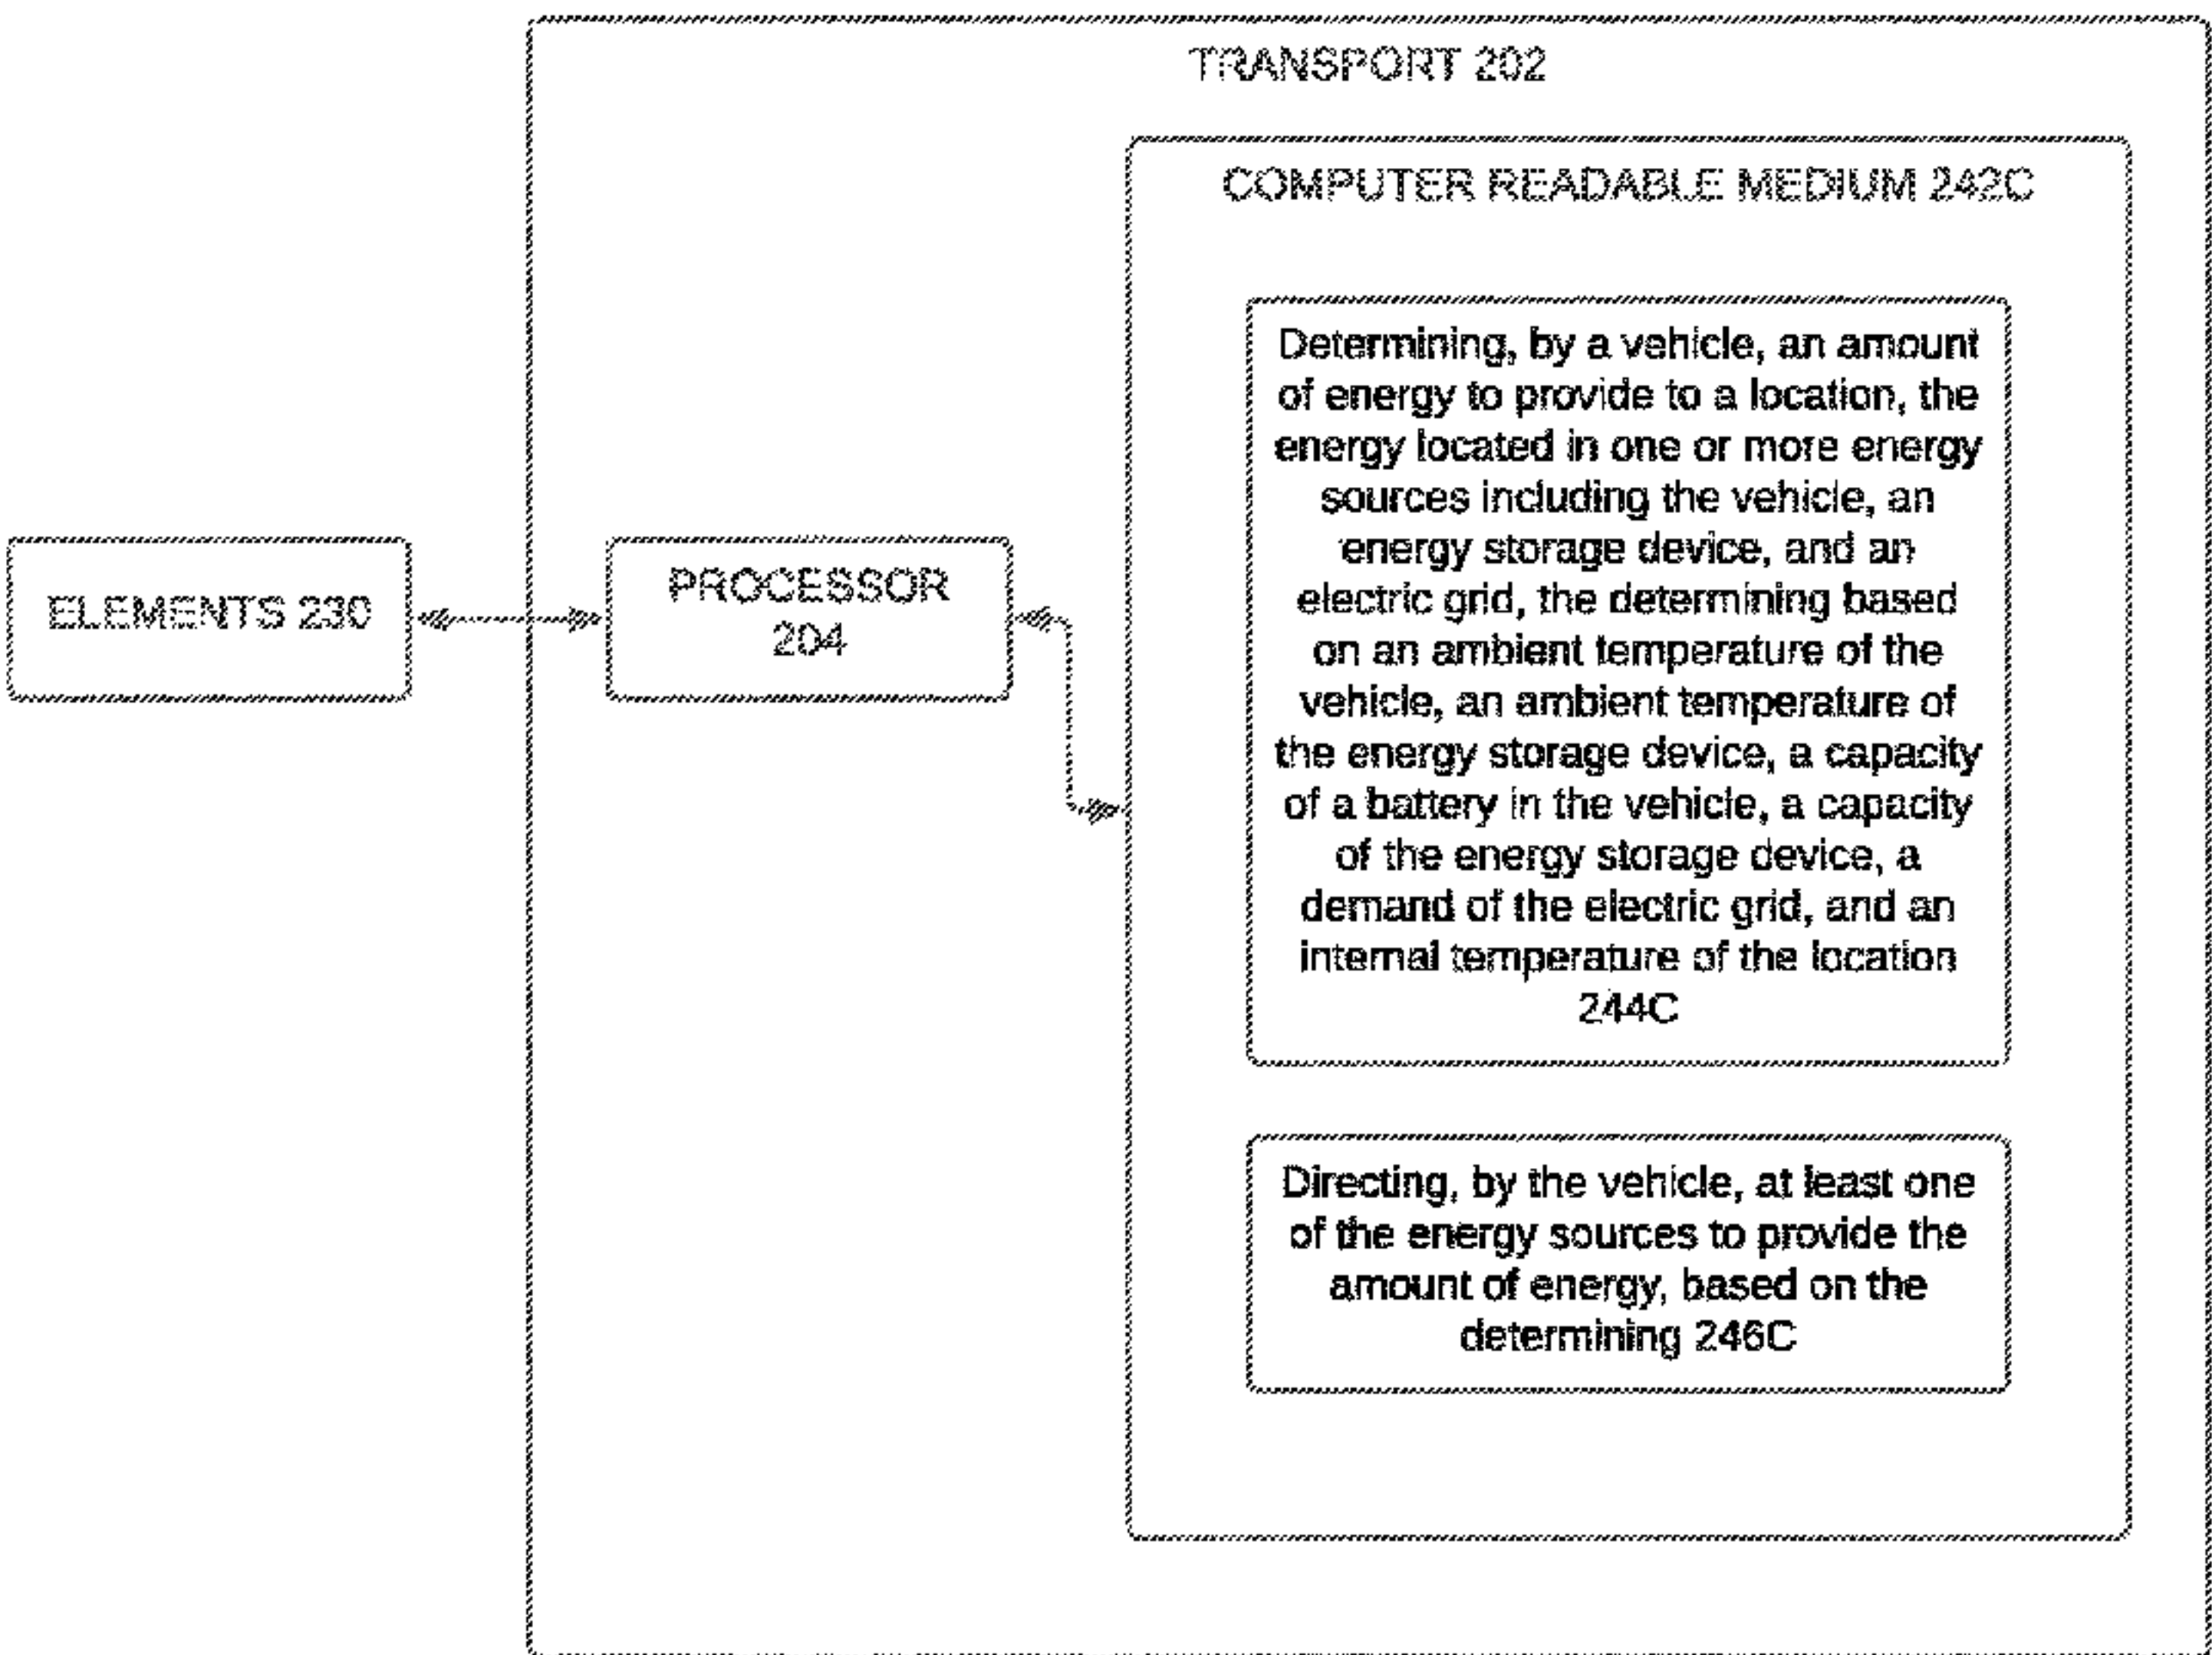 TRANSPORT 202
COMPUTER READABLE MEDIUM 242C
Determining, by a vehicle, an amount
of energy to provide to a location, the
energy located in one or more energy
sources including the vehicle, an
energy storage device, and an
electric grid, the determining based
on an ambient temperature of the
vehicle, an ambient temperature of
the energy storage device, a capacity
of a battery in the vehicle, a capacity
of the energy storage device, a
demand of the electric grid, and an
internal temperature of the location
244C
ELEMENTS 230
PROCESSOR
204
Directing, by the vehicle, at least one
of the energy sources to provide the
amount of energy, based on the
determining 246C